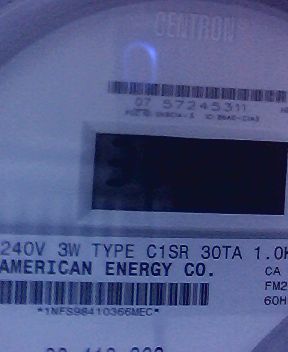 CENTRON
07 57245311
240V 3W TYPE C1SR 30TA 1.0K
AMERICAN ENERGY CO.
CA
FM2
60H
*1NFS98410366MEC*